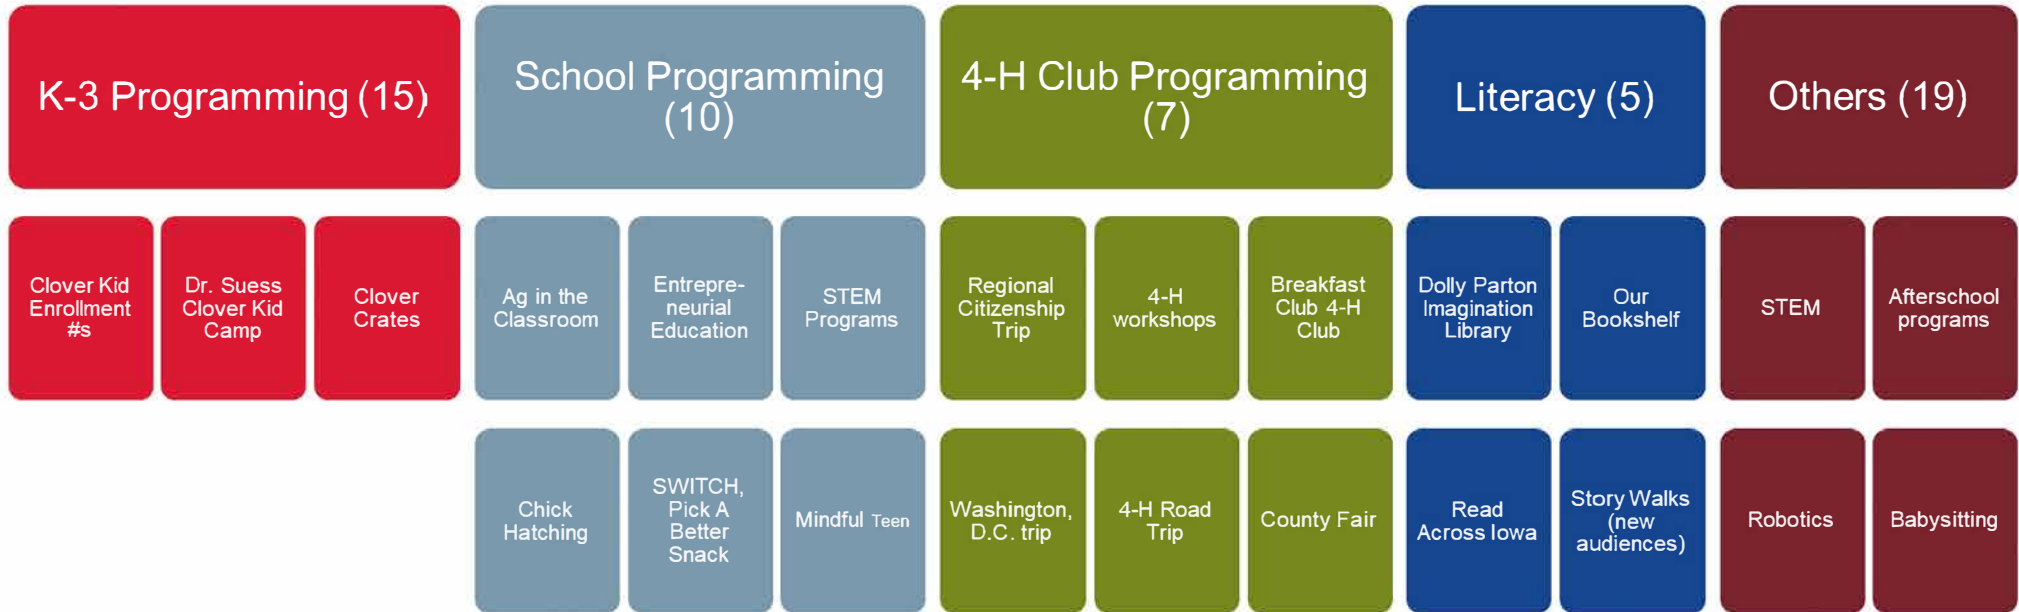 K-3 Programming (15)
School Programming
(10)
4-H Club Programming
(7)
Literacy (5)
Others (19)
Clover Kid
Enrollment
#s
Dr. Suess
Clover Kid
Camp
Clover
Crates
Ag in the
Classroom
Entrepre-
neurial
Education
STEM
Programs
Regional
Citizenship
Trip
4-H
workshops
Breakfast
Club 4-H
Club
Dolly Parton
Imagination
Library
Our
Bookshelf
STEM
Afterschool
programs
Chick
Hatching
SWITCH,
Pick A
Better
Snack
Mindful Teen
Washington,
D.C. trip
4-H Road
Trip
County Fair
Read
Across Iowa
Story Walks
(new
audiences)
Robotics
Babysitting